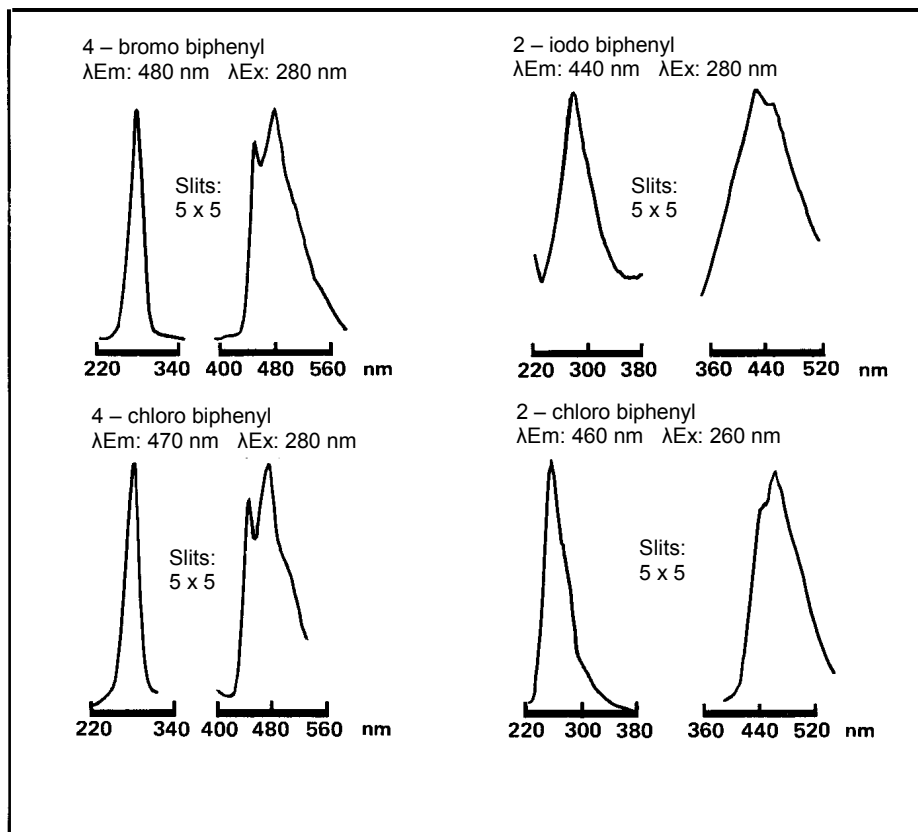 4 – bromo biphenyl
λEm: 480 nm λEx: 280 nm
Slits:
5 x 5
220 340 400 480 560 nm
2 – iodo biphenyl
λEm: 440 nm λEx: 280 nm
Slits:
5 x 5
220 300 380 360 440 520 nm
4 – chloro biphenyl
λEm: 470 nm λEx: 280 nm
Slits:
5 x 5
220 340 400 480 560 nm
2 – chloro biphenyl
λEm: 460 nm λEx: 260 nm
Slits:
5 x 5
220 300 380 360 440 520 nm